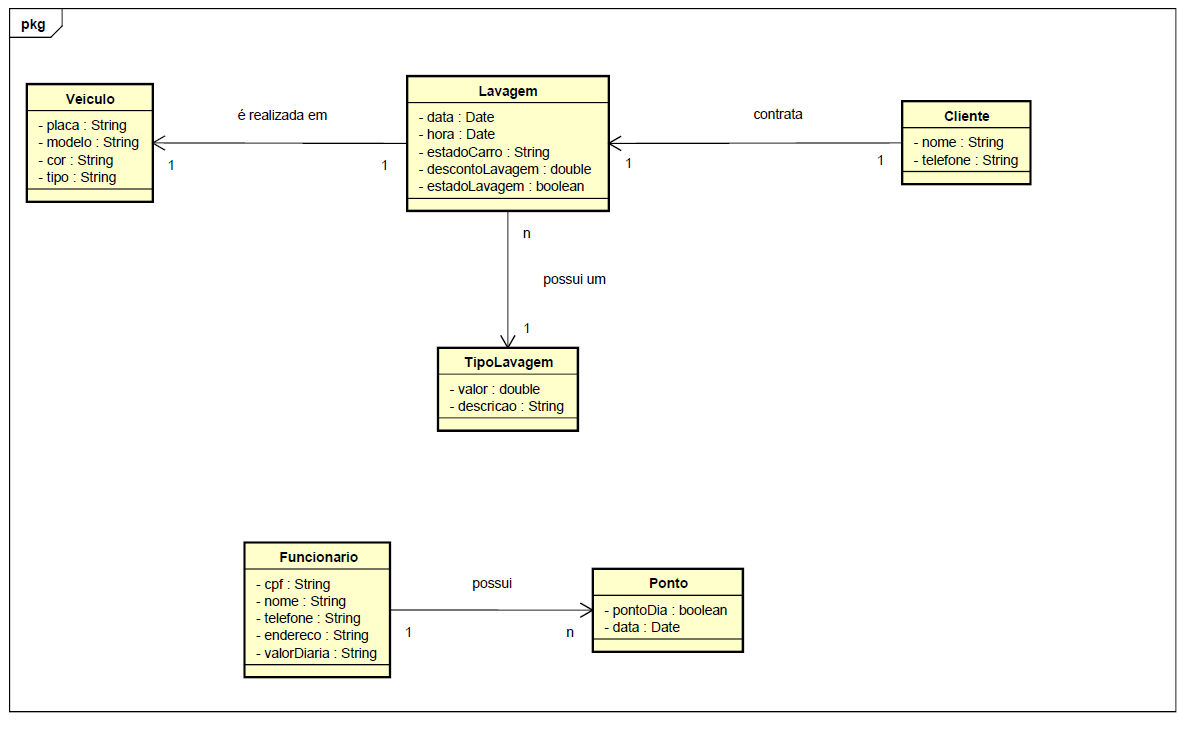 pkg
Veiculo
- placa : String
- modelo : String
- cor : String
- tipo : String
é realizada em
1
1
Lavagem
- data : Date
- hora : Date
- estadoCarro : String
- descontoLavagem : double
- estadoLavagem : boolean
contrata
1
1
Cliente
- nome : String
- telefone : String
n
possui um
1
TipoLavagem
- valor : double
- descricao : String
Funcionario
- cpf : String
- nome : String
- telefone : String
- endereco : String
- valorDiaria : String
possui
1
n
Ponto
- pontoDia : boolean
- data : Date